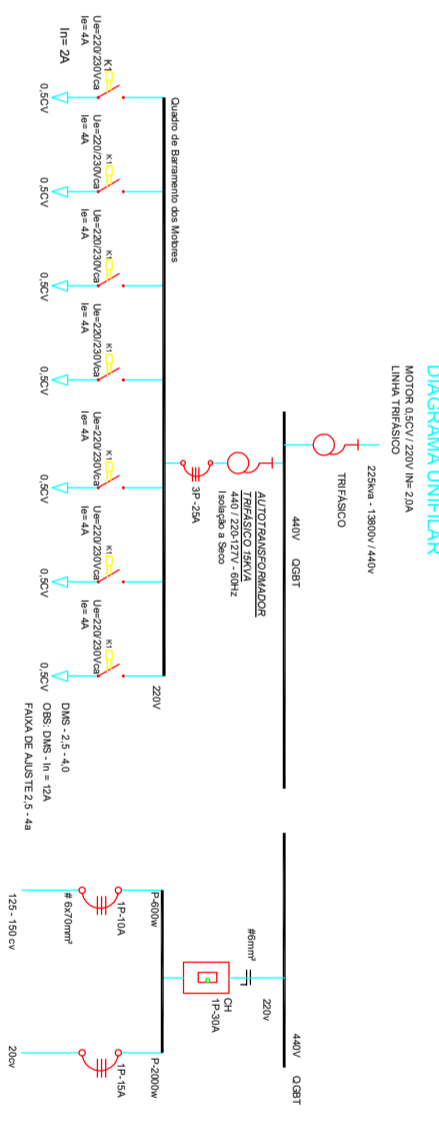 DIAGRAMA UNIFILAR
MOTOR 0,5CV / 220V IN= 2,0A
LINHA TRIFÁSICO
225kva - 13800v / 440v
TRIFÁSICO
440V QGBT
440V QGBT
AUTOTRANSFORMADOR
TRIFÁSICO 15KVA
440 / 220-127V - 60Hz
Isolação a Seco
3P -25A
#6mm²
220v
CH
1P-30A
Quadro de Barramento dos Motores
220V
P-600w
P-2000w
K1
Ue=220/230Vca
Ie= 4A
K1
Ue=220/230Vca
Ie= 4A
K1
Ue=220/230Vca
Ie= 4A
K1
Ue=220/230Vca
Ie= 4A
K1
Ue=220/230Vca
Ie= 4A
K1
Ue=220/230Vca
Ie= 4A
K1
Ue=220/230Vca
Ie= 4A
1P-10A
1P-15A
In= 2A
DMS - 2,5 - 4,0
OBS: DMS - In = 12A
FAIXA DE AJUSTE 2,5 - 4a
# 6x70mm²
0,5CV
0,5CV
0,5CV
0,5CV
0,5CV
0,5CV
0,5CV
125 - 150 cv
20cv